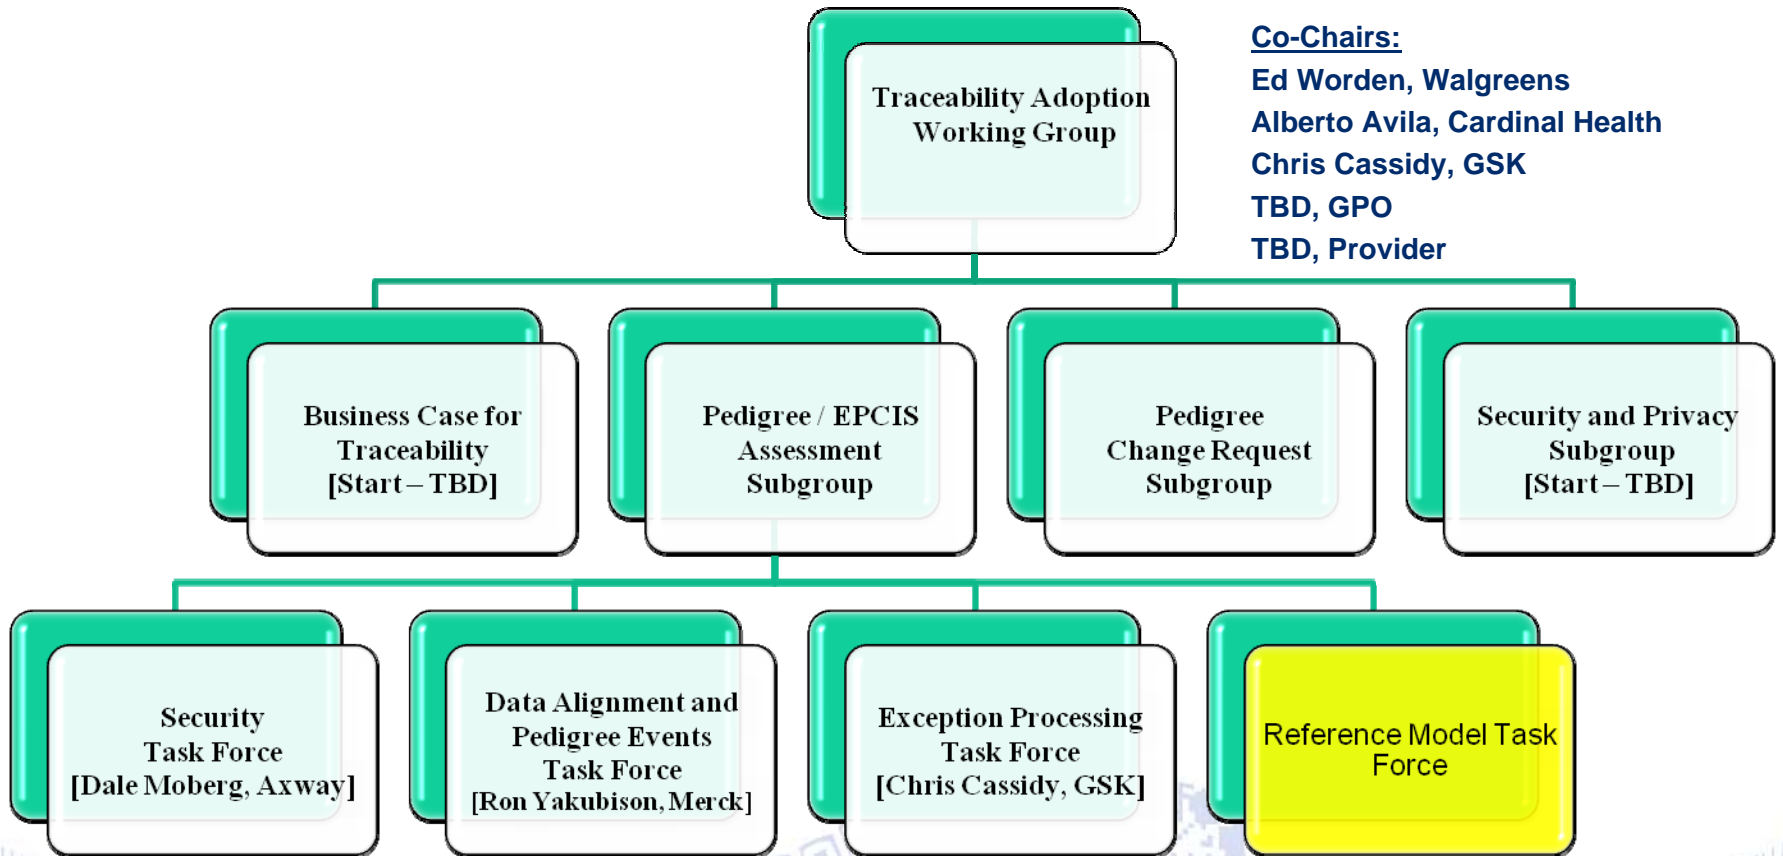 Traceability Adoption
Working Group
Co-Chairs:
Ed Worden, Walgreens
Alberto Avila, Cardinal Health
Chris Cassidy, GSK
TBD, GPO
TBD, Provider
Business Case for
Traceability
[Start – TBD]
Pedigree / EPCIS
Assessment
Subgroup
Pedigree
Change Request
Subgroup
Security and Privacy
Subgroup
[Start – TBD]
Security
Task Force
[Dale Moberg, Axway]
Data Alignment and
Pedigree Events
Task Force
[Ron Yakubison, Merck]
Exception Processing
Task Force
[Chris Cassidy, GSK]
Reference Model Task
Force